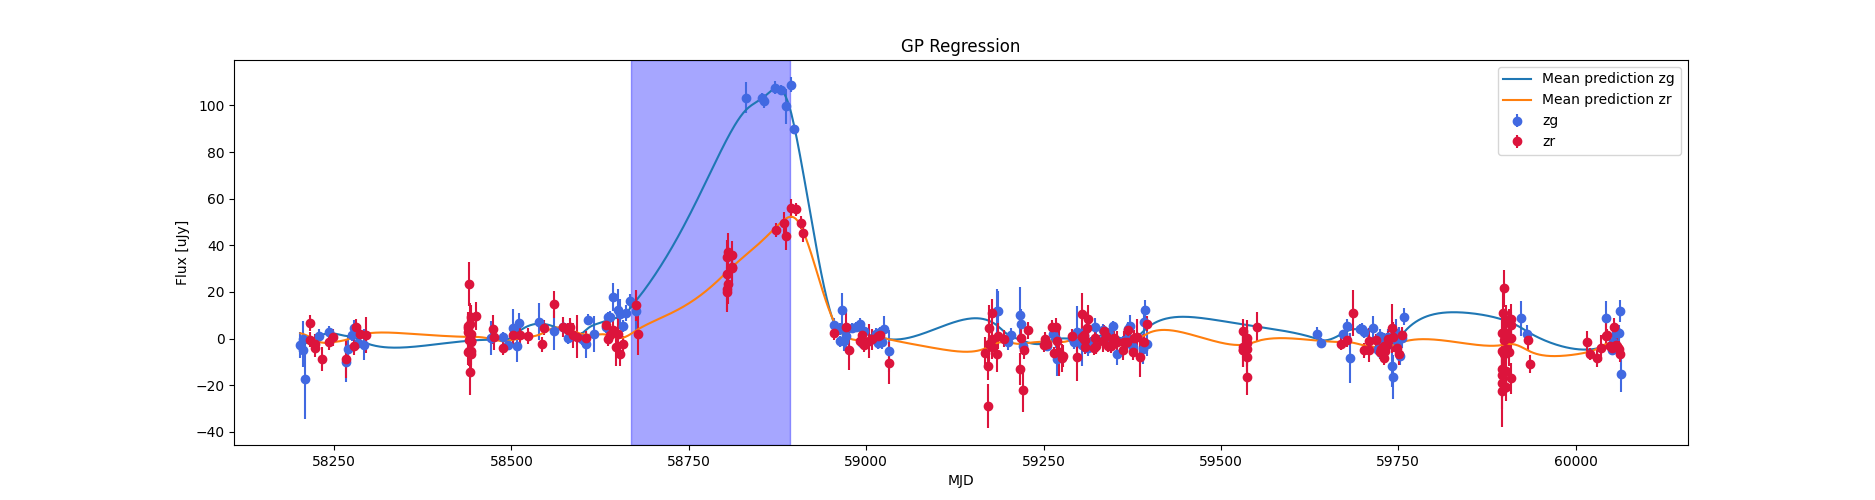 GP Regression
Mean prediction zg
Mean prediction zr
zg
zr
Flux [uJy]
100
80
60
40
20
0
−20
−40
58250 58500 58750 59000 59250 59500 59750 60000
MJD